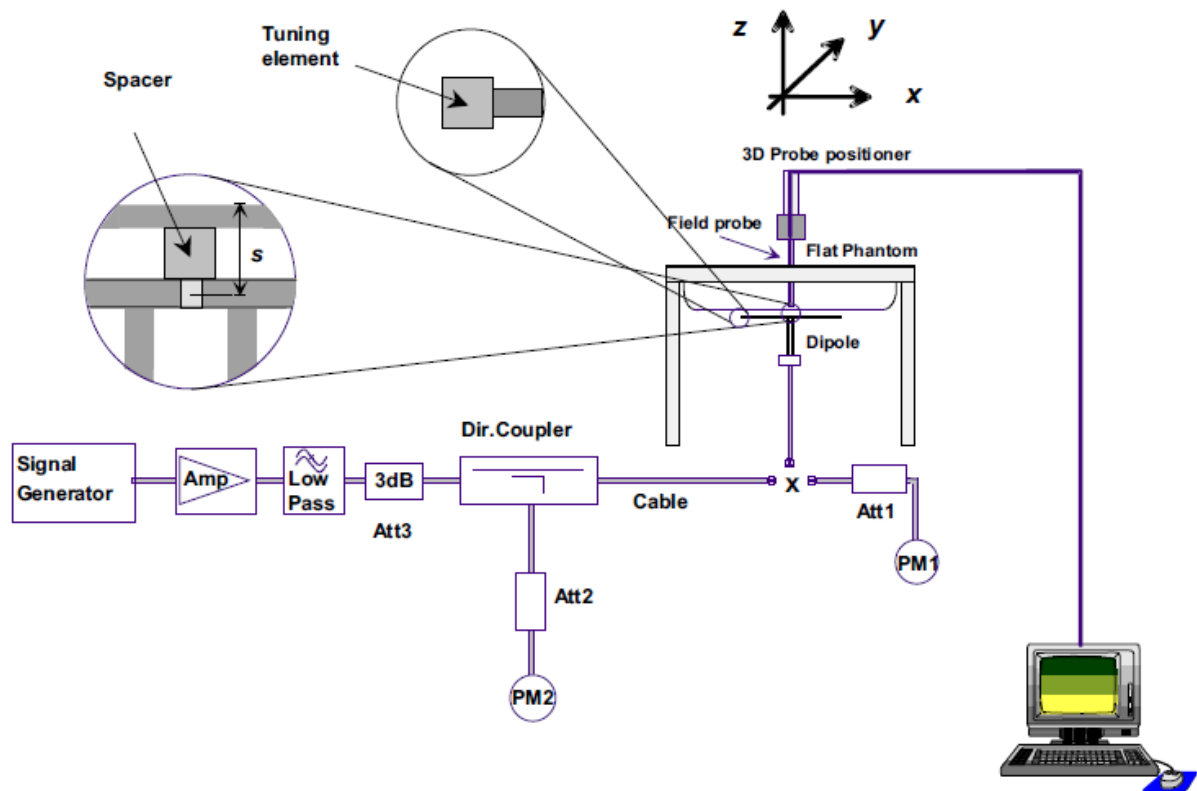 Tuning
element
Spacer
s
z
y
x
3D Probe positioner
Field probe
Flat Phantom
Dipole
Dir.Coupler
Signal
Generator
Amp
Low
Pass
3dB
Att3
Cable
x
Att1
PM1
Att2
PM2